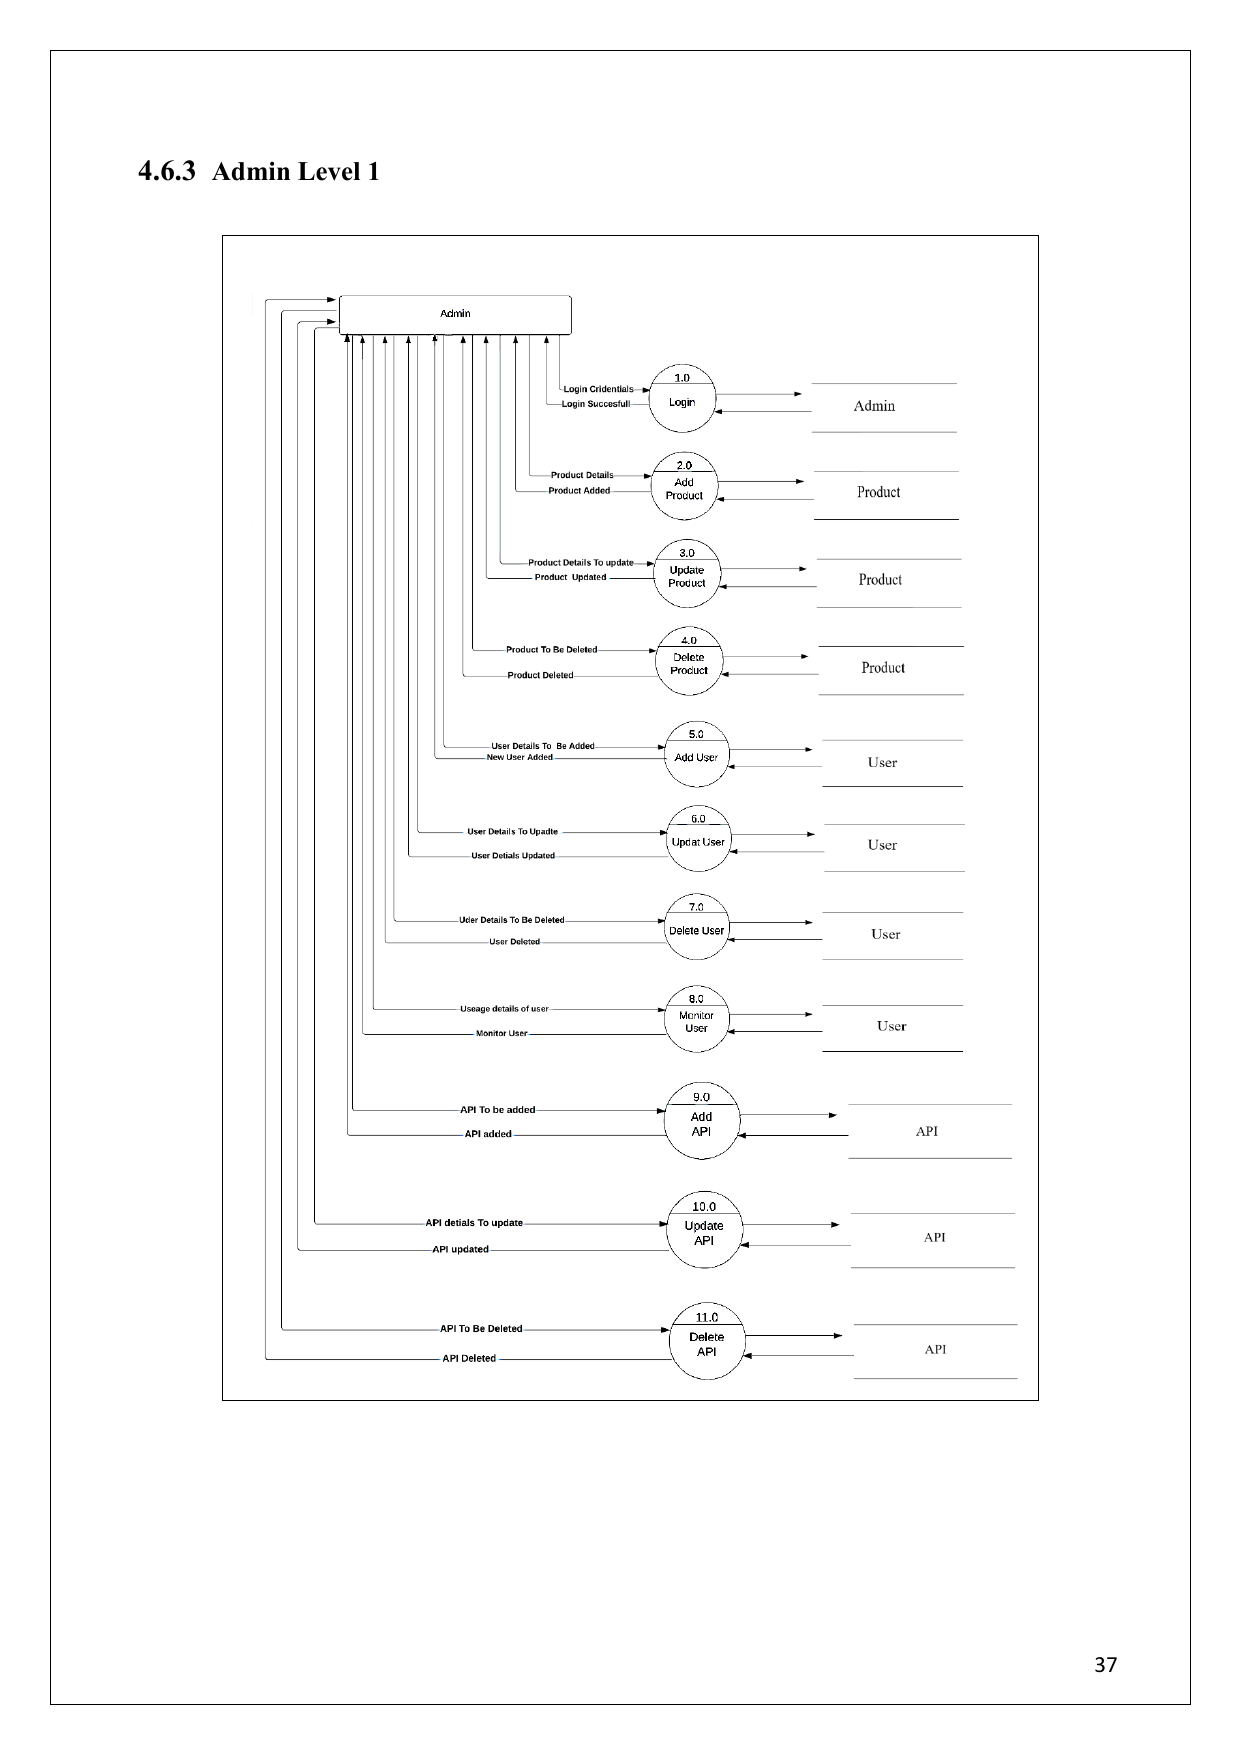 4.6.3 Admin Level 1
Admin
1.0
Login Cridentials
Login Succesfull
Login
Admin
2.0
Product Details
Add
Product Added
Product
Product
3.0
Product Details To update
Update
Product Updated
Product
Product
4.0
Product To Be Deleted
Delete
Product Deleted
Product
Product
5.0
User Details To Be Added
New User Added
Add User
User
6.0
User Details To Upadte
Updat User
User Detials Updated
User
7.0
Uder Details To Be Deleted
Delete User
User Deleted
User
8.0
Useage details of user
Monitor
User
Monitor User
User
9.0
API To be added
Add
API
API added
API
10.0
API detials To update
Update
API
API updated
API
11.0
API To Be Deleted
Delete
API
API Deleted
API
37